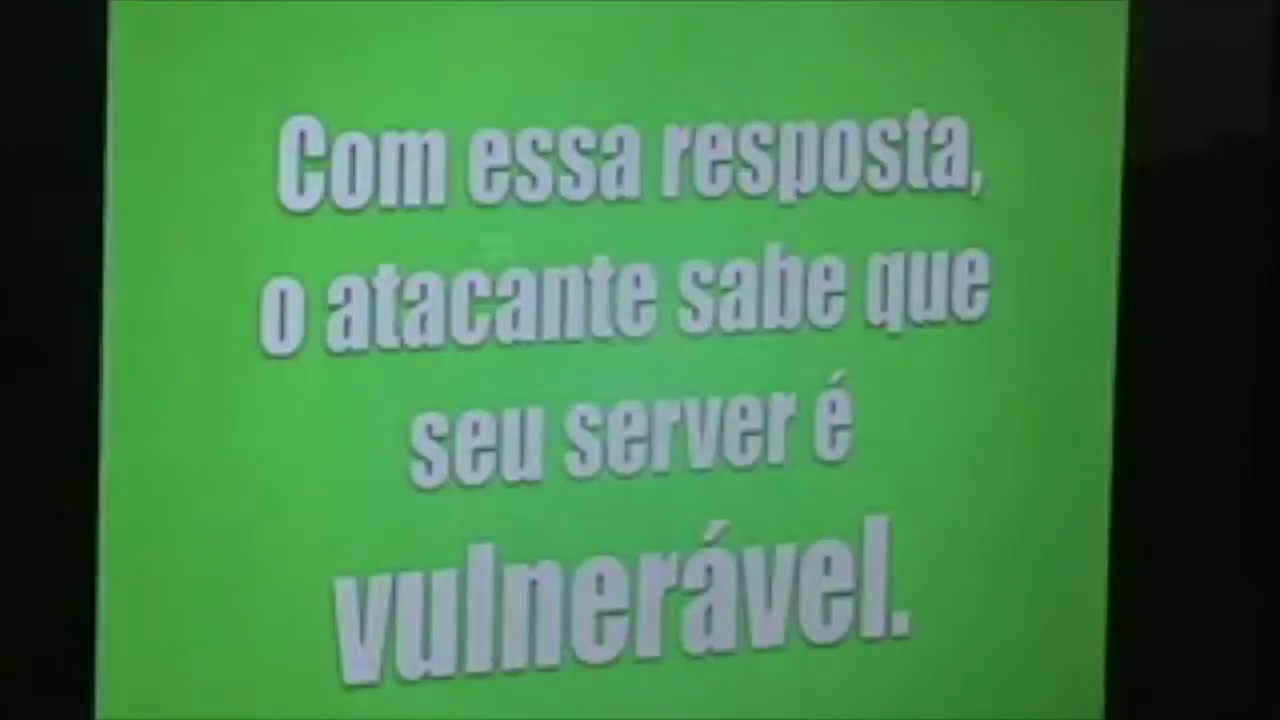 Com essa resposta,
o atacante sabe que
seu server é
vulnerável.